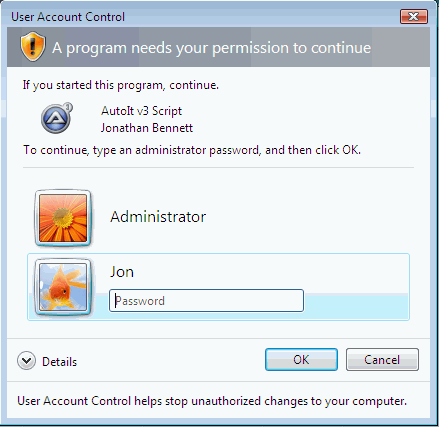 User Account Control
A program needs your permission to continue
If you started this program, continue.
AutoIt v3 Script
Jonathan Bennett
To continue, type an administrator password, and then click OK.
Administrator
Jon
Password
Details
OK
Cancel
User Account Control helps stop unauthorized changes to your computer.